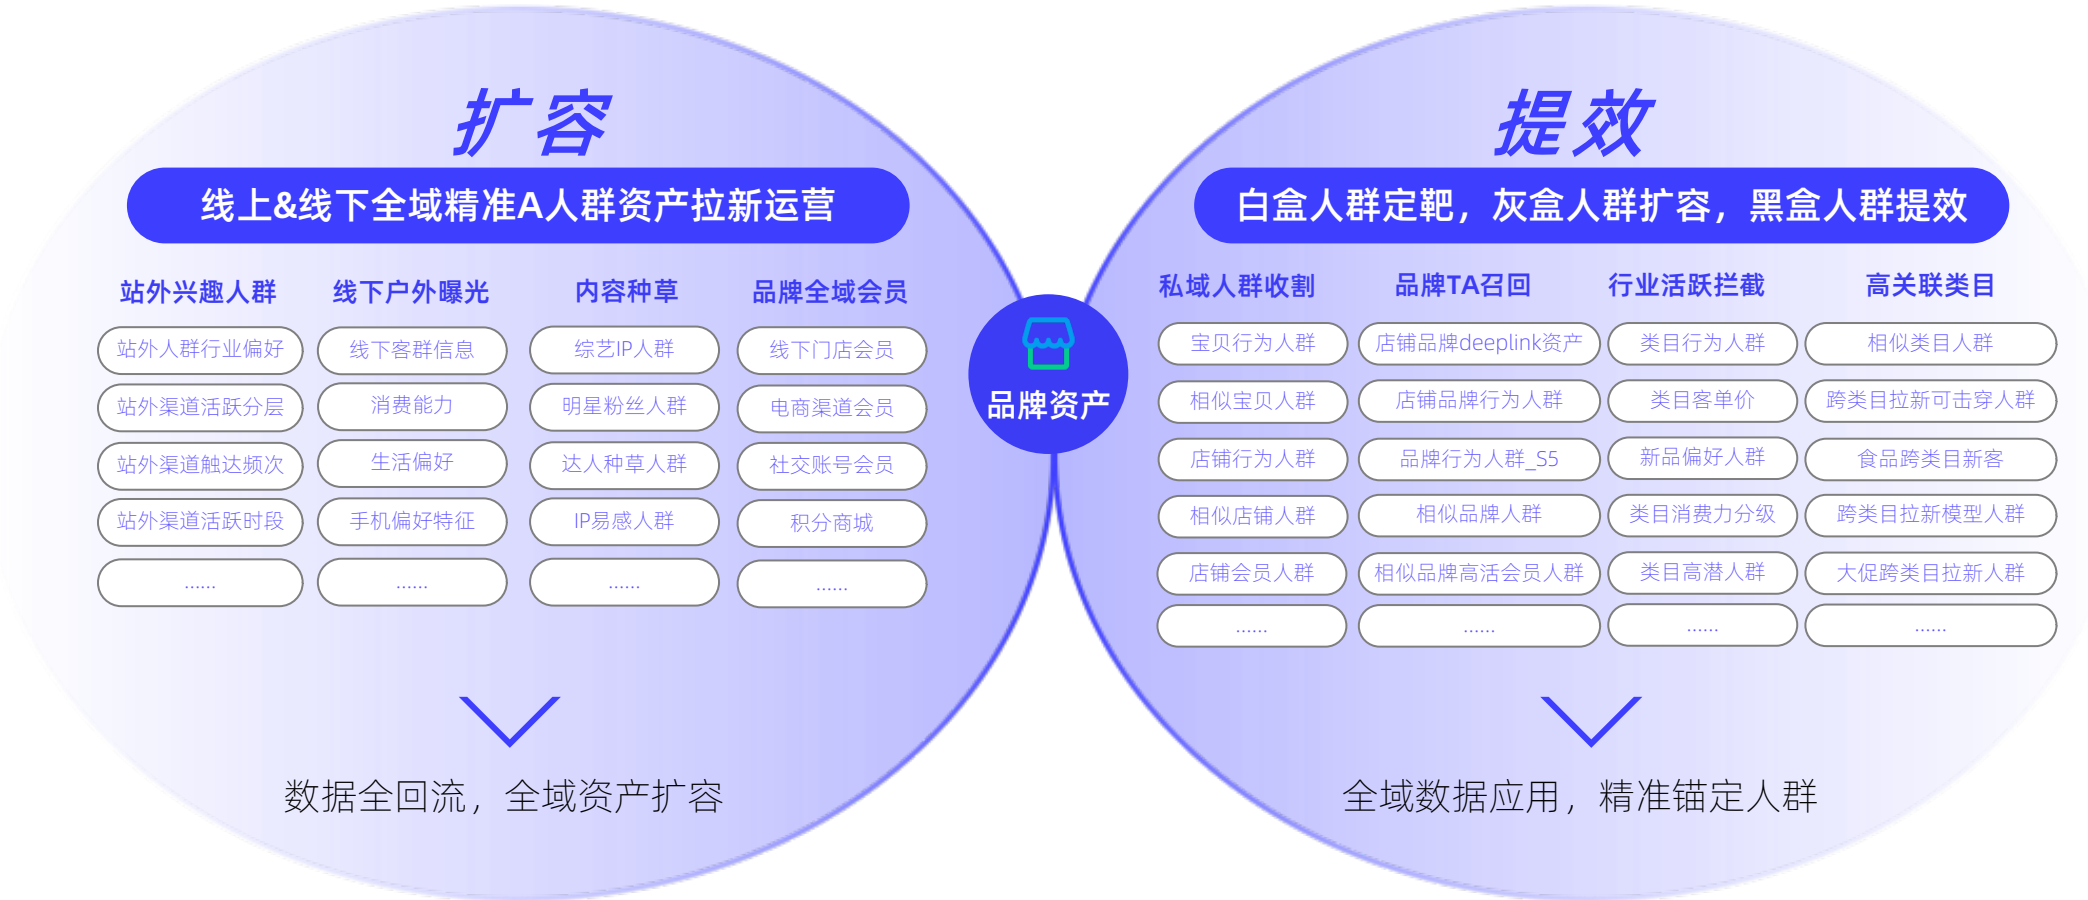 扩容
线上&线下全域精准A人群资产拉新运营
站外兴趣人群
站外人群行业偏好
站外渠道活跃分层
站外渠道触达频次
站外渠道活跃时段
......
线下户外曝光
线下客群信息
消费能力
生活偏好
手机偏好特征
......
内容种草
综艺IP人群
明星粉丝人群
达人种草人群
IP易感人群
......
品牌全域会员
线下门店会员
电商渠道会员
社交账号会员
积分商城
......
数据全回流，全域资产扩容
品牌资产
提效
白盒人群定靶，灰盒人群扩容，黑盒人群提效
私域人群收割
宝贝行为人群
相似宝贝人群
店铺行为人群
相似店铺人群
店铺会员人群
......
品牌TA召回
店铺品牌deeplink资产
店铺品牌行为人群
品牌行为人群_S5
相似品牌人群
相似品牌高活会员人群
......
行业活跃拦截
类目行为人群
类目客单价
新品偏好人群
类目消费力分级
类目高潜人群
......
高关联类目
相似类目人群
跨类目拉新可击穿人群
食品跨类目新客
跨类目拉新模型人群
大促跨类目拉新人群
......
全域数据应用，精准锚定人群